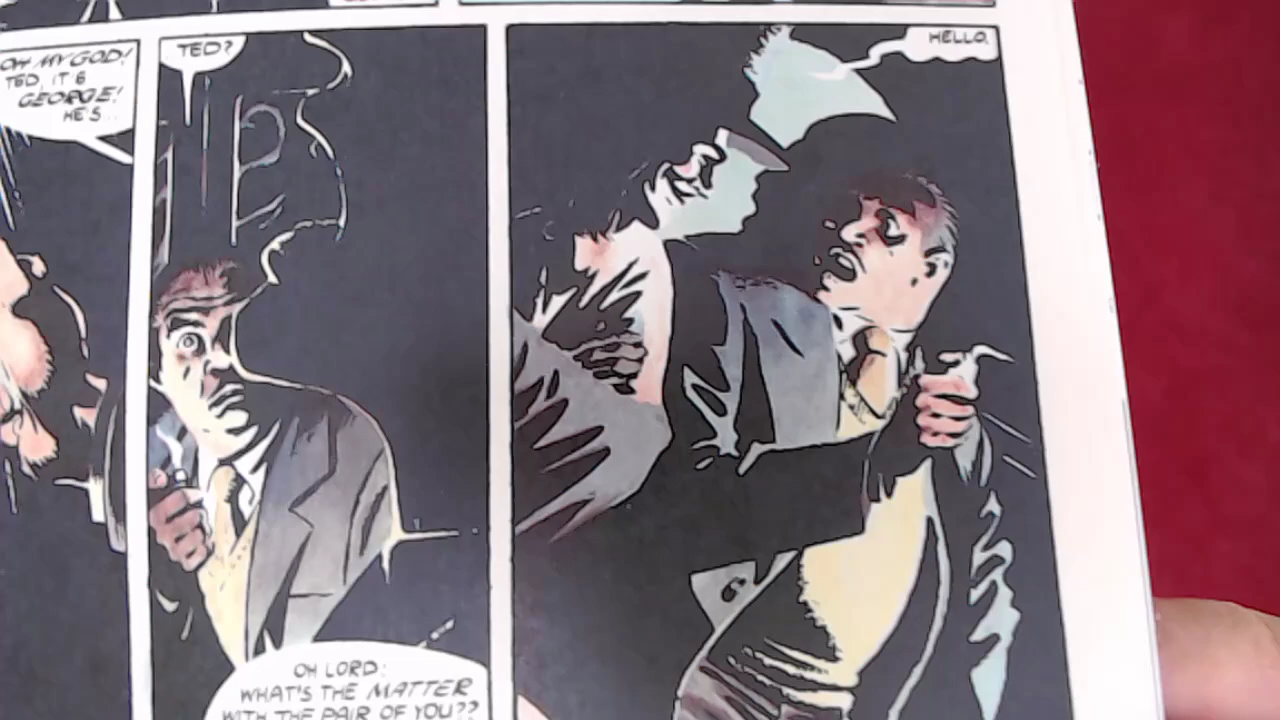 OH MY GOD!
TED, IT'S
GEORGE!
HE'S...
TED?
OH LORD:
WHAT'S THE MATTER
WITH THE PAIR OF YOU??
HELLO.